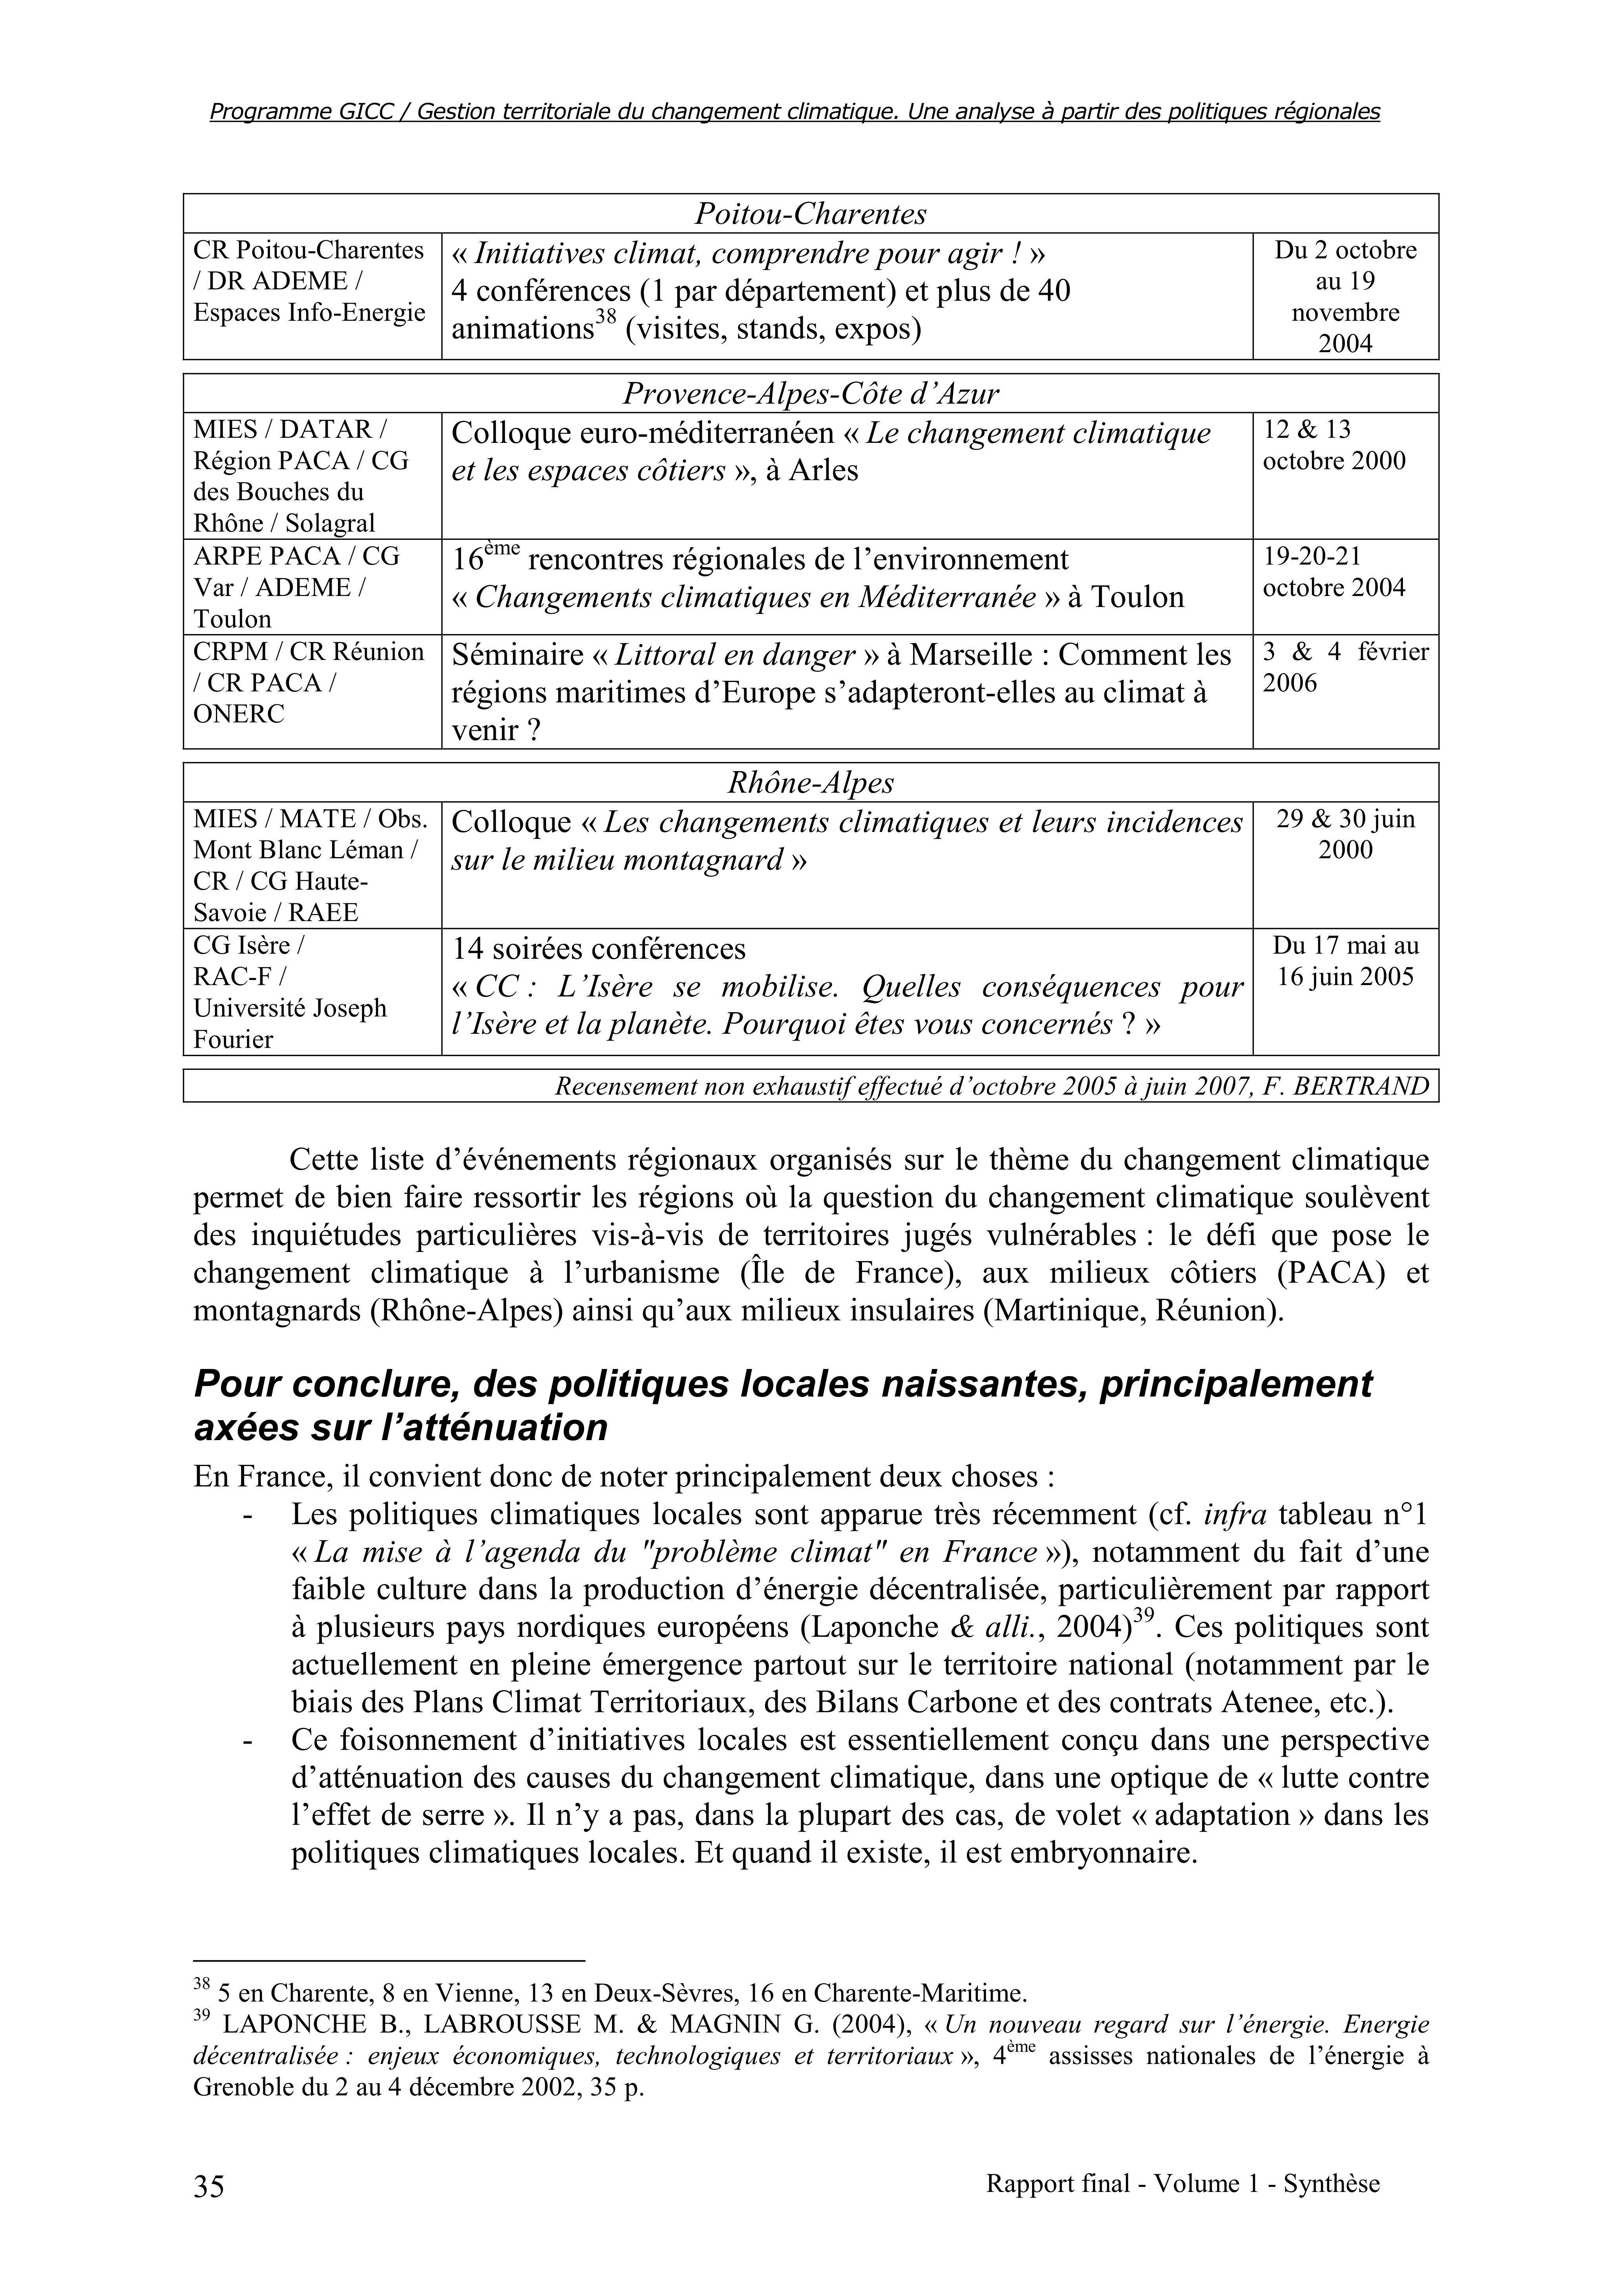 Programme GICC / Gestion territoriale du changement climatique. Une analyse à partir des politiques régionales
Poitou-Charentes
CR Poitou-Charentes
/ DR ADEME /
Espaces Info-Energie
« Initiatives climat, comprendre pour agir ! »
4 conférences (1 par département) et plus de 40
animations38 (visites, stands, expos)
Du 2 octobre
au 19
novembre
2004
Provence-Alpes-Côte d’Azur
MIES / DATAR /
Région PACA / CG
des Bouches du
Rhône / Solagral
Colloque euro-méditerranéen « Le changement climatique
et les espaces côtiers », à Arles
12 & 13
octobre 2000
ARPE PACA / CG
Var / ADEME /
Toulon
16ème rencontres régionales de l’environnement
« Changements climatiques en Méditerranée » à Toulon
19-20-21
octobre 2004
CRPM / CR Réunion
/ CR PACA /
ONERC
Séminaire « Littoral en danger » à Marseille : Comment les
régions maritimes d’Europe s’adapteront-elles au climat à
venir ?
3 & 4 février
2006
Rhône-Alpes
MIES / MATE / Obs.
Mont Blanc Léman /
CR / CG Haute-
Savoie / RAEE
Colloque « Les changements climatiques et leurs incidences
sur le milieu montagnard »
29 & 30 juin
2000
CG Isère /
RAC-F /
Université Joseph
Fourier
14 soirées conférences
« CC : L’Isère se mobilise. Quelles conséquences pour
l’Isère et la planète. Pourquoi êtes vous concernés ? »
Du 17 mai au
16 juin 2005
Recensement non exhaustif effectué d’octobre 2005 à juin 2007, F. BERTRAND
Cette liste d’événements régionaux organisés sur le thème du changement climatique
permet de bien faire ressortir les régions où la question du changement climatique soulèvent
des inquiétudes particulières vis-à-vis de territoires jugés vulnérables : le défi que pose le
changement climatique à l’urbanisme (Île de France), aux milieux côtiers (PACA) et
montagnards (Rhône-Alpes) ainsi qu’aux milieux insulaires (Martinique, Réunion).
Pour conclure, des politiques locales naissantes, principalement
axées sur l’atténuation
En France, il convient donc de noter principalement deux choses :
- Les politiques climatiques locales sont apparue très récemment (cf. infra tableau n°1
« La mise à l’agenda du "problème climat" en France »), notamment du fait d’une
faible culture dans la production d’énergie décentralisée, particulièrement par rapport
à plusieurs pays nordiques européens (Laponche & alli., 2004)39. Ces politiques sont
actuellement en pleine émergence partout sur le territoire national (notamment par le
biais des Plans Climat Territoriaux, des Bilans Carbone et des contrats Atenee, etc.).
- Ce foisonnement d’initiatives locales est essentiellement conçu dans une perspective
d’atténuation des causes du changement climatique, dans une optique de « lutte contre
l’effet de serre ». Il n’y a pas, dans la plupart des cas, de volet « adaptation » dans les
politiques climatiques locales. Et quand il existe, il est embryonnaire.
38 5 en Charente, 8 en Vienne, 13 en Deux-Sèvres, 16 en Charente-Maritime.
39 LAPONCHE B., LABROUSSE M. & MAGNIN G. (2004), « Un nouveau regard sur l’énergie. Energie
décentralisée : enjeux économiques, technologiques et territoriaux », 4ème assisses nationales de l’énergie à
Grenoble du 2 au 4 décembre 2002, 35 p.
35
Rapport final - Volume 1 - Synthèse